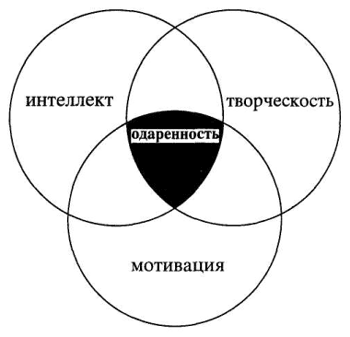 интеллект
творческость
одаренность
мотивация